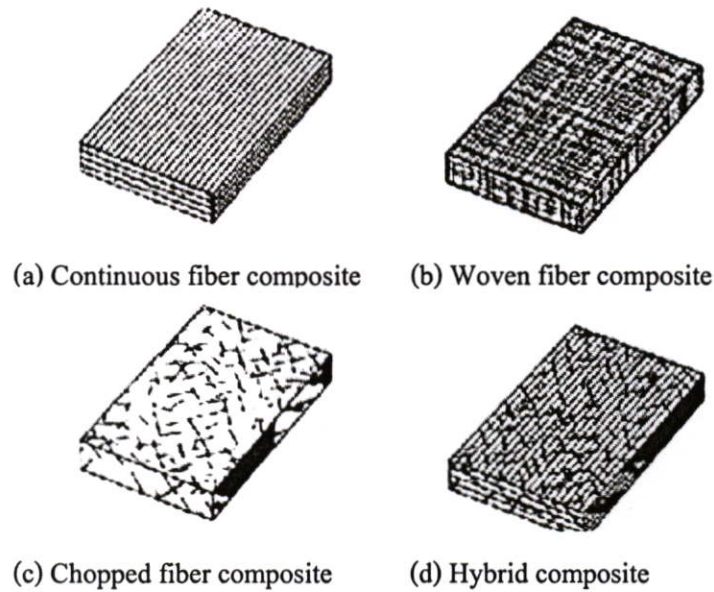 (a) Continuous fiber composite
(b) Woven fiber composite
(c) Chopped fiber composite
(d) Hybrid composite